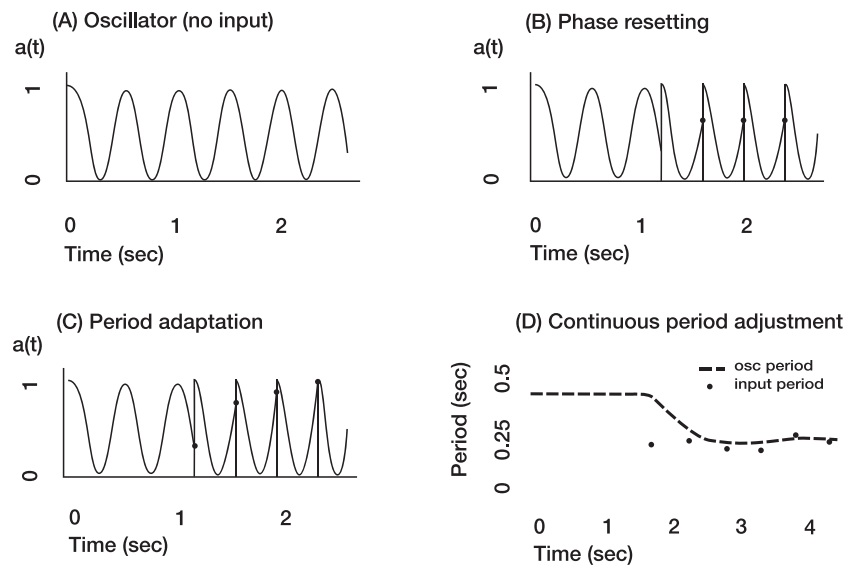 (A) Oscillator (no input)
a(t)
1
0
0 1 2
Time (sec)
(B) Phase resetting
a(t)
1
0
0 1 2
Time (sec)
(C) Period adaptation
a(t)
1
0
0 1 2
Time (sec)
(D) Continuous period adjustment
osc period
input period
Period (sec)
0.5
0.25
0
0 1 2 3 4
Time (sec)